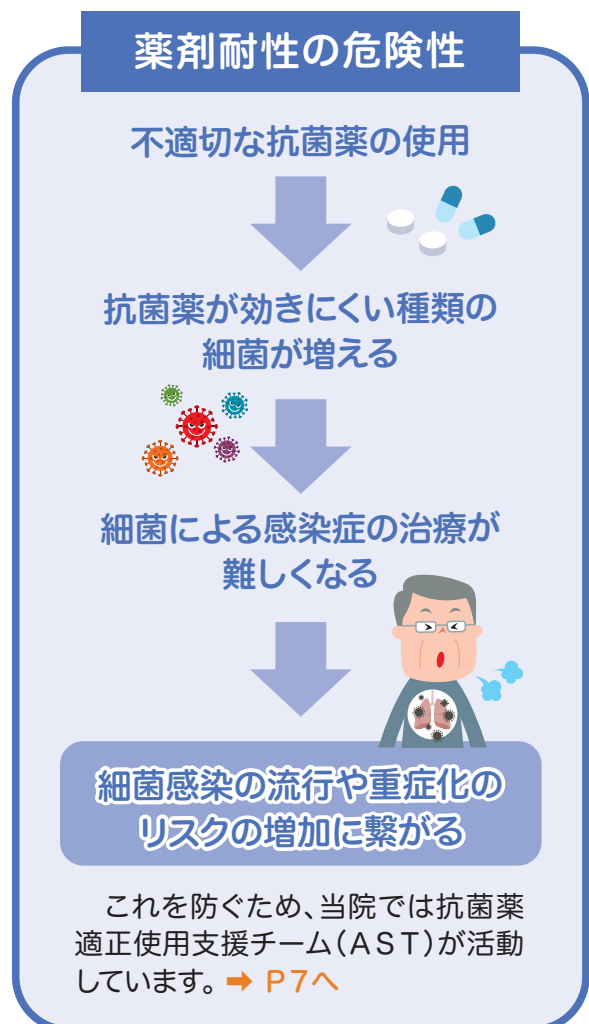 薬剤耐性の危険性
不適切な抗菌薬の使用
抗菌薬が効きにくい種類の
細菌が増える
細菌による感染症の治療が
難しくなる
細菌感染の流行や重症化の
リスクの増加に繋がる
これを防ぐため、当院では抗菌薬
適正使用支援チーム(AST)が活動
しています。➡ P7へ